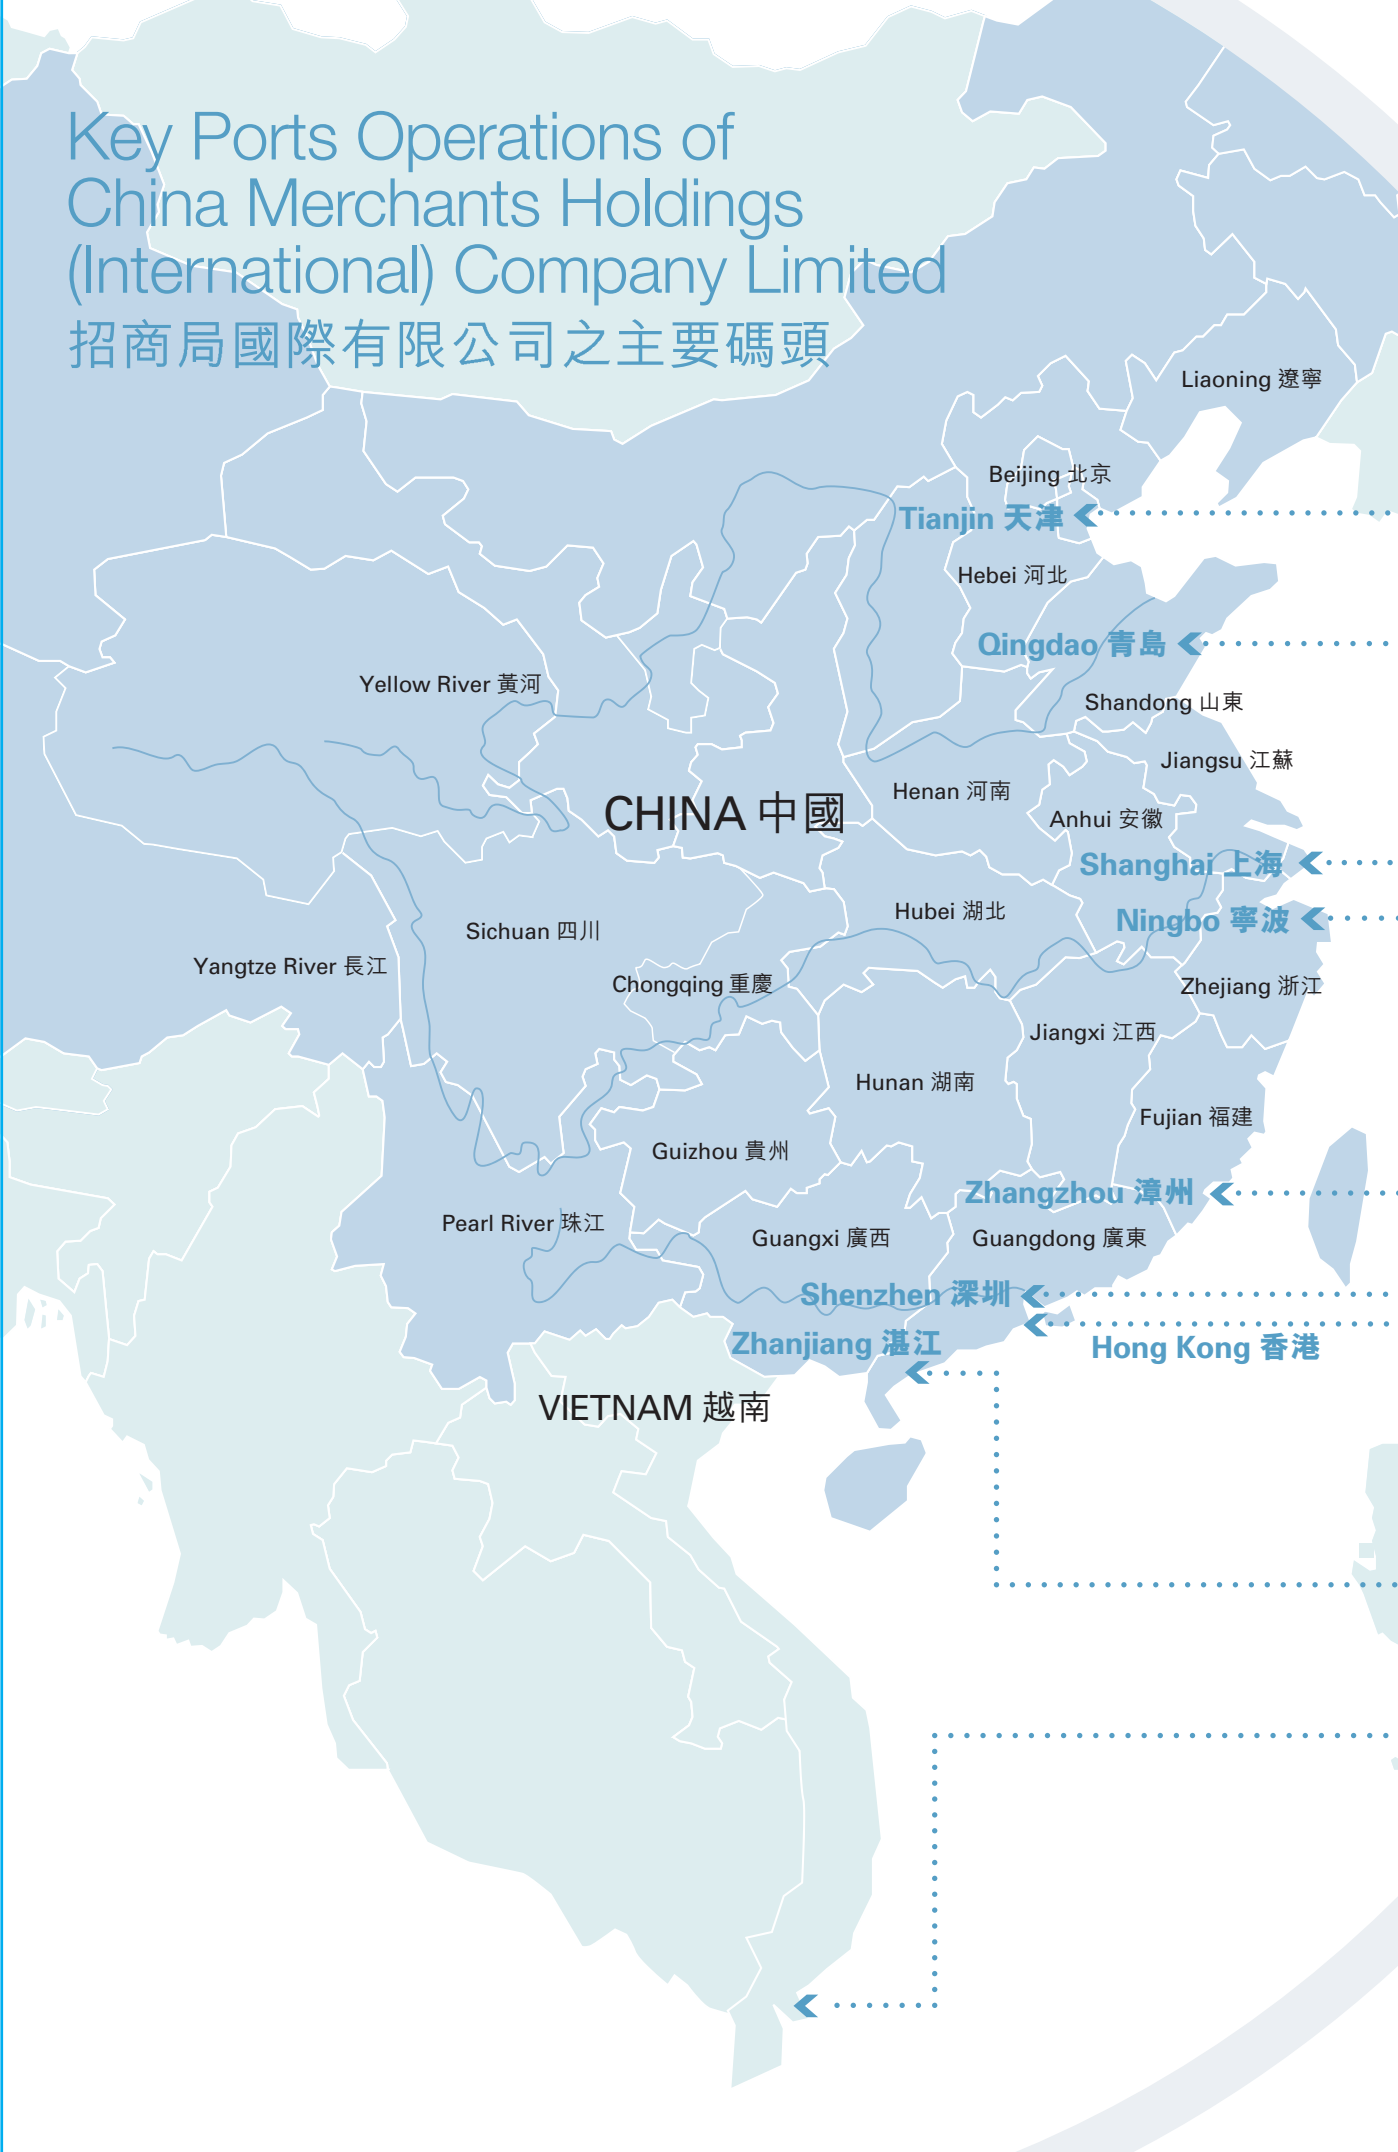 Key Ports Operations of
China Merchants Holdings
(International) Company Limited
招商局國際有限公司之主要碼頭
Liaoning 遼寧
Beijing 北京
Tianjin 天津
Hebei 河北
Qingdao 青島
Yellow River 黃河
Shandong 山東
Jiangsu 江蘇
Henan 河南
CHINA 中國
Anhui 安徽
Shanghai 上海
Hubei 湖北
Ningbo 寧波
Sichuan 四川
Yangtze River 長江
Chongqing 重慶
Zhejiang 浙江
Jiangxi 江西
Hunan 湖南
Fujian 福建
Guizhou 貴州
Zhangzhou 漳州
Pearl River 珠江
Guangxi 廣西
Guangdong 廣東
Shenzhen 深圳
Zhanjiang 湛江
Hong Kong 香港
VIETNAM 越南